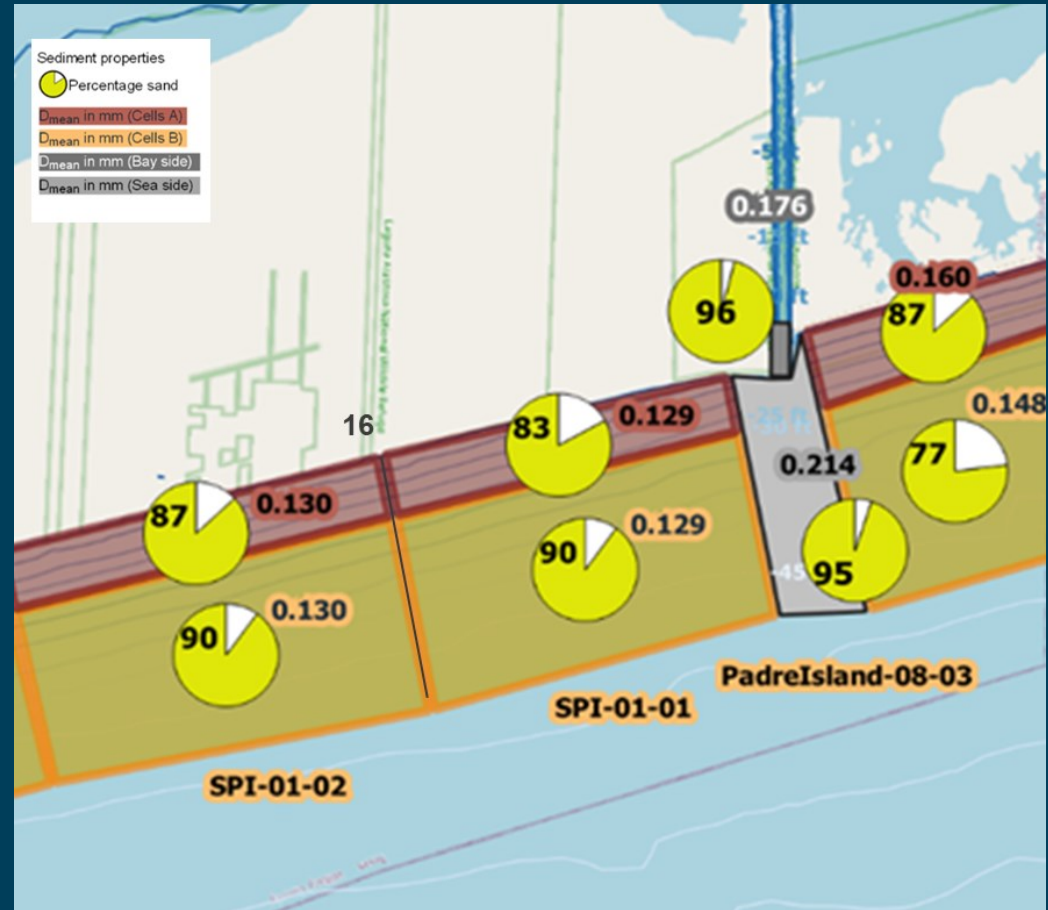 Sediment properties
Percentage sand
Dmean in mm (Cells A)
Dmean in mm (Cells B)
Dmean in mm (Bay side)
Dmean in mm (Sea side)
0.176
96
0.160
87
0.148
16
83
0.129
77
0.214
87
0.130
90
0.129
95
-45
0.130
90
PadreIsland-08-03
SPI-01-01
SPI-01-02